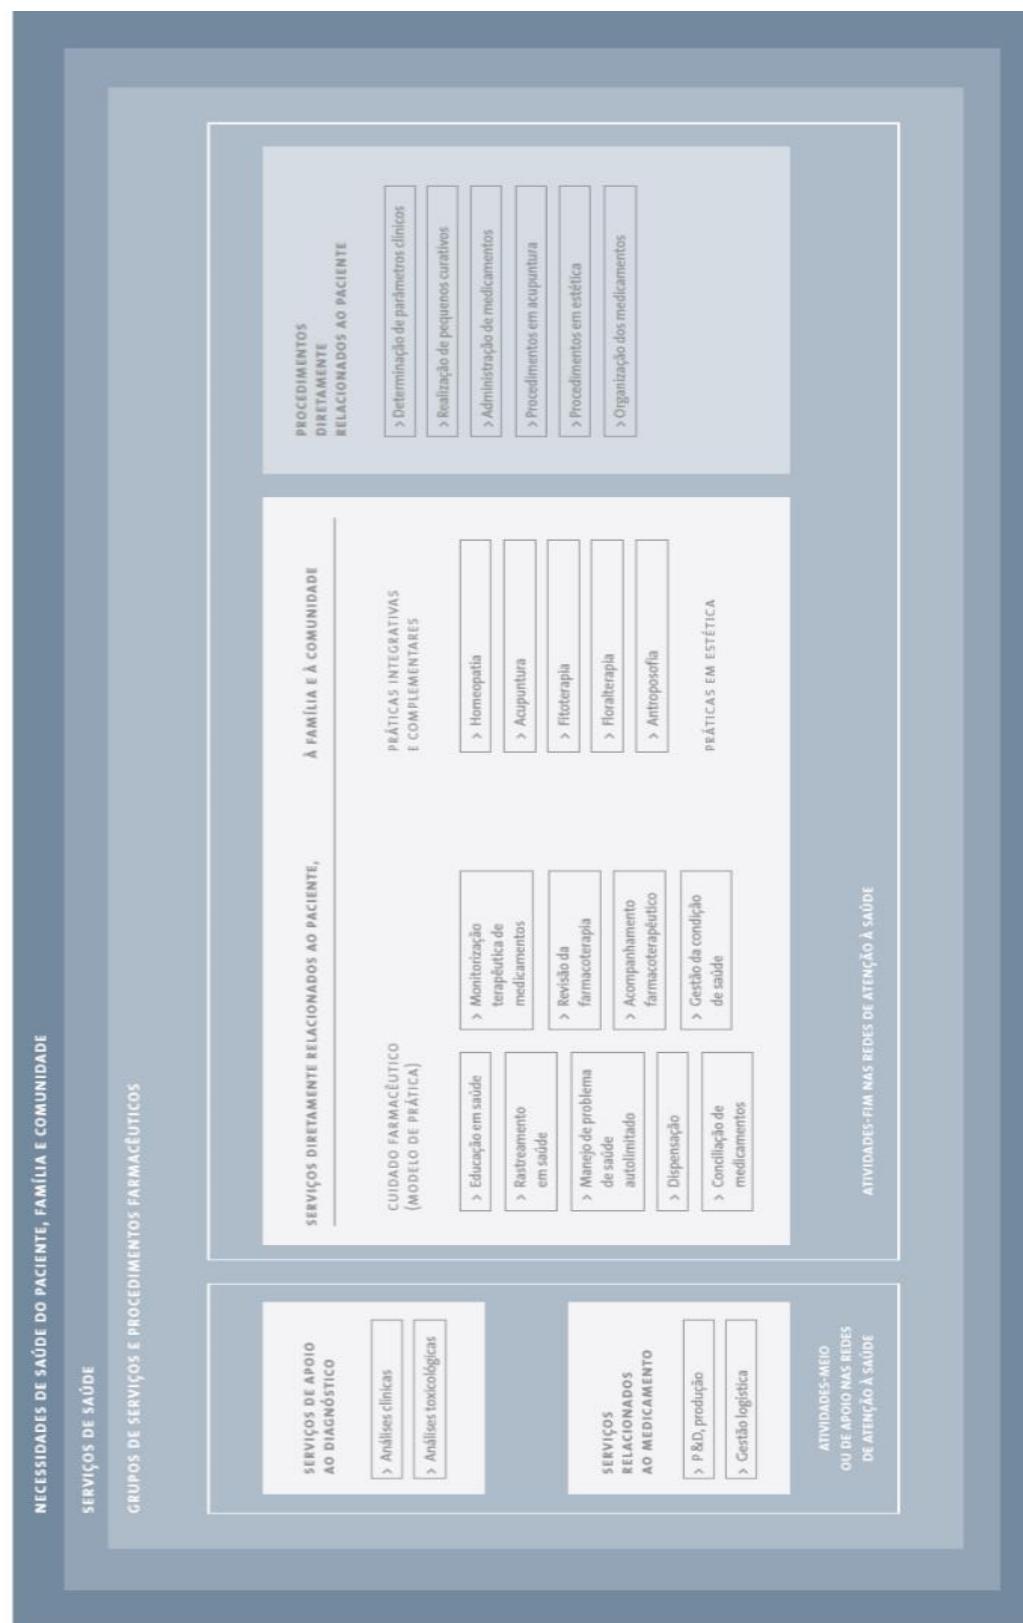 NECESSIDADES DE SAÚDE DO PACIENTE, FAMÍLIA E COMUNIDADE
SERVIÇOS DE SAÚDE
GRUPOS DE SERVIÇOS E PROCEDIMENTOS FARMACÊUTICOS
SERVIÇOS DE APOIO
AO DIAGNÓSTICO
> Análises clínicas
> Análises toxicológicas
SERVIÇOS
RELACIONADOS
AO MEDICAMENTO
> P&D, produção
> Gestão logística
ATIVIDADES-MEIO
OU DE APOIO NAS REDES
DE ATENÇÃO À SAÚDE
SERVIÇOS DIRETAMENTE RELACIONADOS AO PACIENTE, À FAMÍLIA E À COMUNIDADE
CUIDADO FARMACÊUTICO
(MODELO DE PRÁTICA)
> Educação em saúde
> Rastreamento
em saúde
> Manejo de problema
de saúde
autolimitado
> Dispensação
> Conciliação de
medicamentos
> Monitorização
terapêutica de
medicamentos
> Revisão da
farmacoterapia
> Acompanhamento
farmacoterapêutico
> Gestão da condição
de saúde
PRÁTICAS INTEGRATIVAS
E COMPLEMENTARES
> Homeopatia
> Acupuntura
> Fitoterapia
> Floralterapia
> Antroposofia
PRÁTICAS EM ESTÉTICA
PROCEDIMENTOS
DIRETAMENTE
RELACIONADOS AO PACIENTE
> Determinação de parâmetros clínicos
> Realização de pequenos curativos
> Administração de medicamentos
> Procedimentos em acupuntura
> Procedimentos em estética
> Organização dos medicamentos
ATIVIDADES-FIM NAS REDES DE ATENÇÃO À SAÚDE